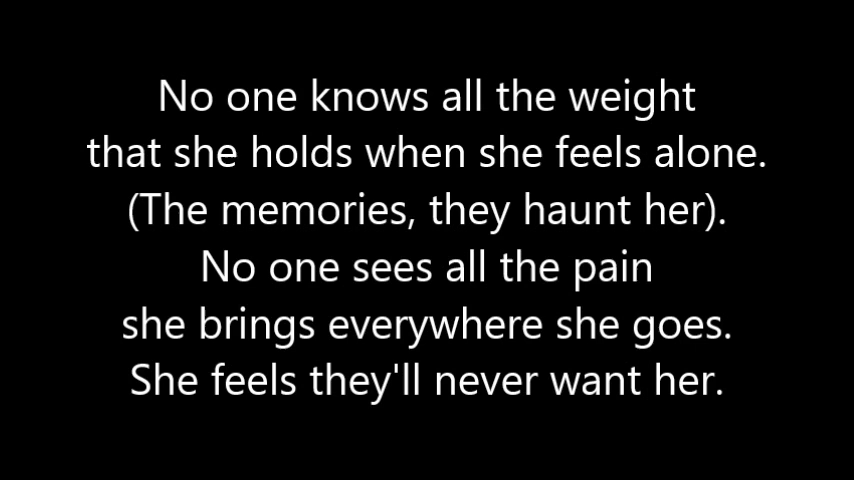 No one knows all the weight
that she holds when she feels alone.
(The memories, they haunt her).
No one sees all the pain
she brings everywhere she goes.
She feels they'll never want her.